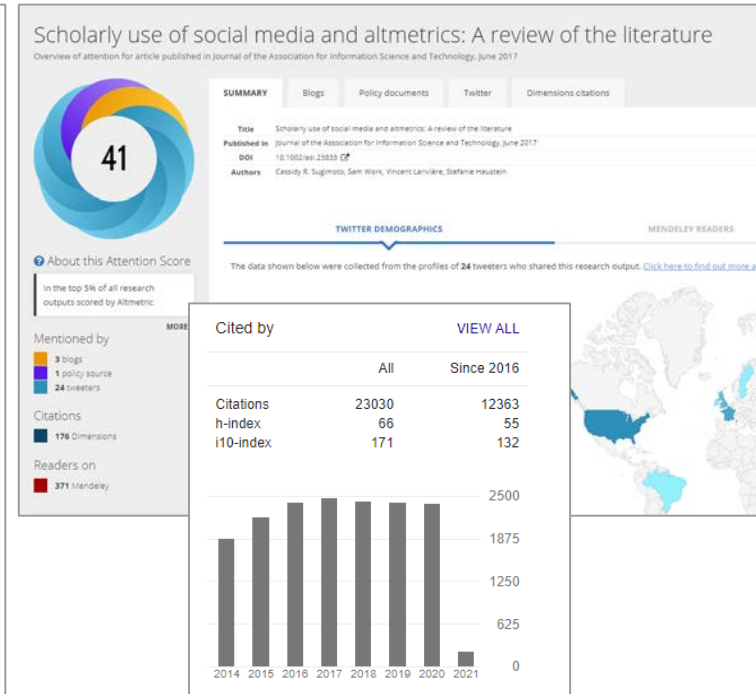 Scholarly use of social media and altmetrics: A review of the literature
Overview of attention for article published in Journal of the Association for Information Science and Technology, June 2017
41
SUMMARY Blogs Policy documents Twitter Dimensions citations
Title Scholarly use of social media and altmetrics: A review of the literature
Published in Journal of the Association for Information Science and Technology, June 2017
DOI 10.1002/asi.23833
Authors Cassidy R. Sugimoto, Sam Work, Vincent Larivière, Stefanie Haustein
TWITTER DEMOGRAPHICS MENDELEY READERS
The data shown below were collected from the profiles of 24 tweeters who shared this research output. Click here to find out more a
About this Attention Score
In the top 5% of all research
outputs scored by Altmetric
MORE
Mentioned by
3 blogs
1 policy source
24 tweeters
Citations
176 Dimensions
Readers on
371 Mendeley
Cited by VIEW ALL
All Since 2016
Citations 23030 12363
h-index 66 55
i10-index 171 132
2500
1875
1250
625
0
2014 2015 2016 2017 2018 2019 2020 2021